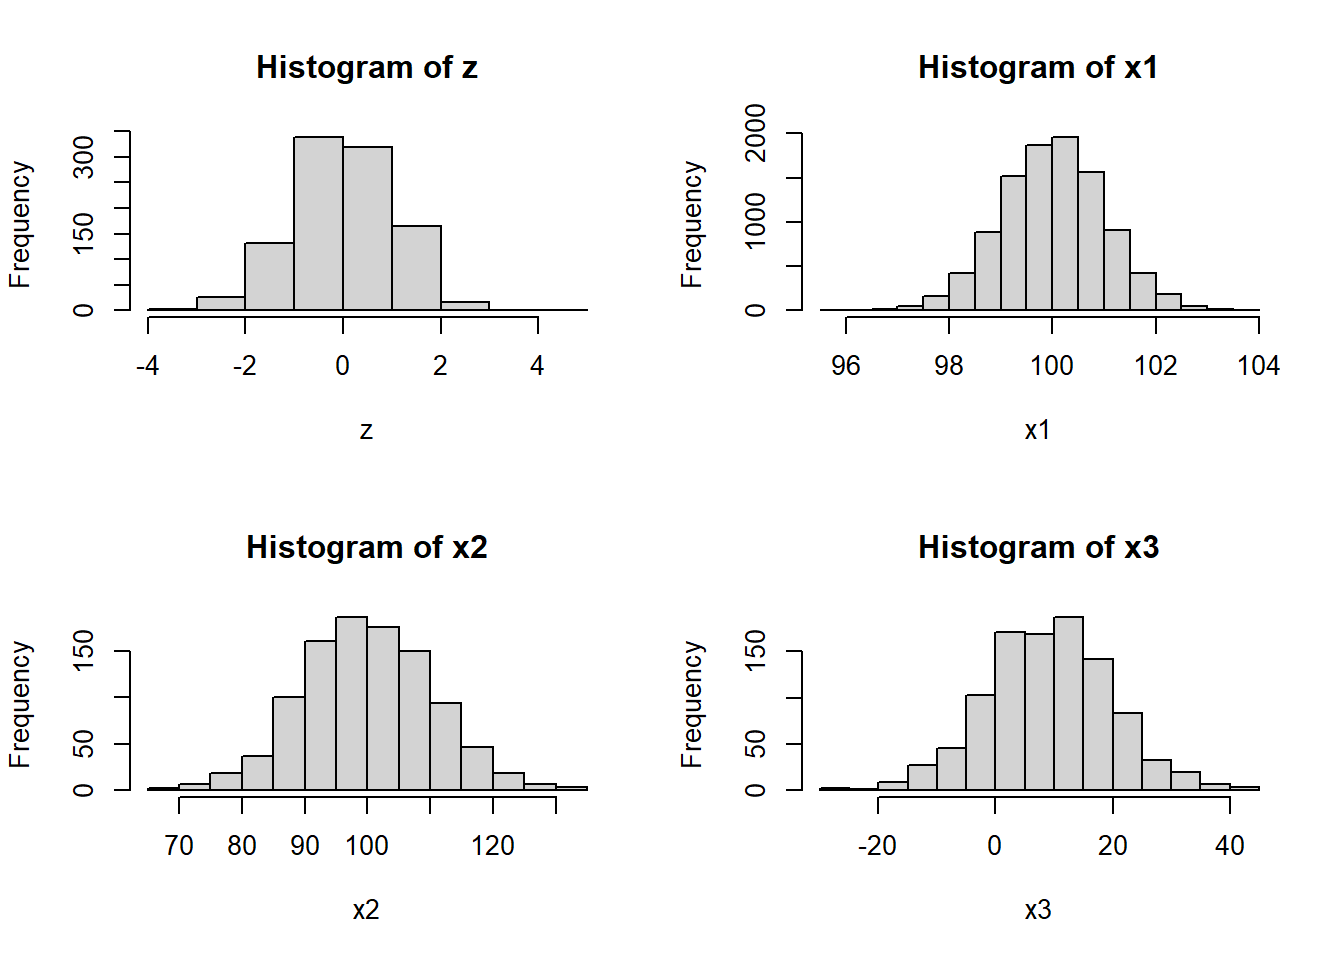 Histogram of z
Frequency
0
150
300
-4 -2 0 2 4
z
Histogram of x1
Frequency
0
1000
2000
96 98 100 102 104
x1
Histogram of x2
Frequency
0
50
150
70 80 90 100 120
x2
Histogram of x3
Frequency
0
50
150
-20 0 20 40
x3